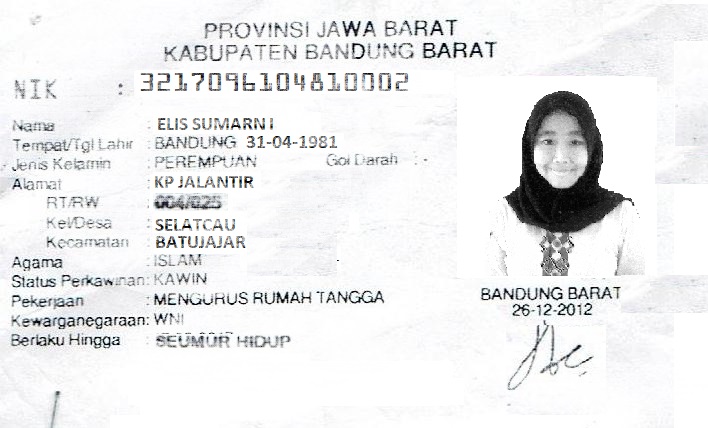 PROVINSI JAWA BARAT
KABUPATEN BANDUNG BARAT
NIK : 3217096104810002
Nama : ELIS SUMARNI
Tempat/Tgl Lahir : BANDUNG 31-04-1981
Jenis Kelamin : PEREMPUAN Gol Darah : -
Alamat : KP JALANTIR
RT/RW : 004/025
Kel/Desa : SELATCAU
Kecamatan : BATUJAJAR
Agama : ISLAM
Status Perkawinan: KAWIN
Pekerjaan : MENGURUS RUMAH TANGGA
Kewarganegaraan: WNI
Berlaku Hingga : SEUMUR HIDUP
BANDUNG BARAT
26-12-2012